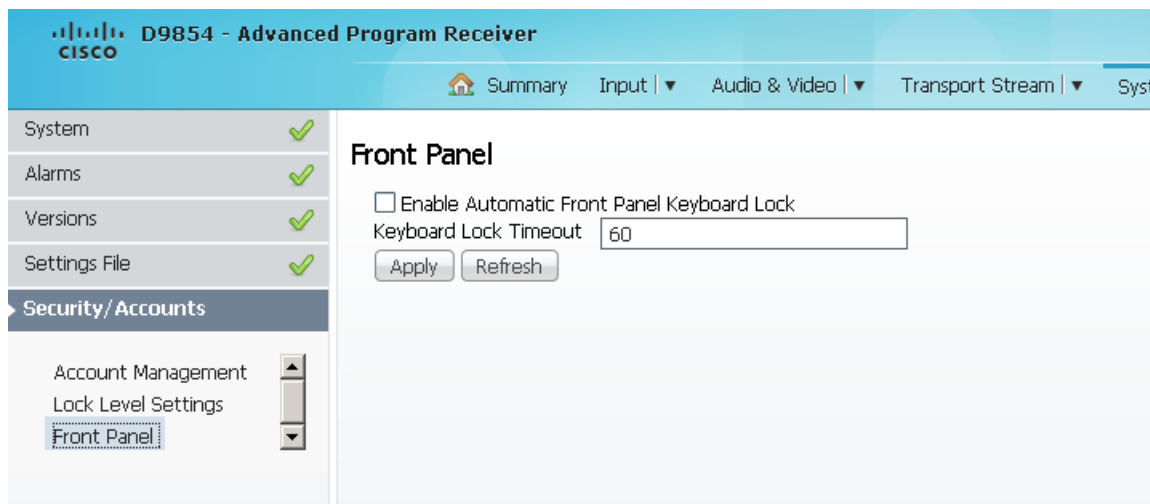 CISCO
D9854 - Advanced Program Receiver
Summary Input Audio & Video Transport Stream Syst
System
Alarms
Versions
Settings File
Security/Accounts
Account Management
Lock Level Settings
Front Panel
Front Panel
Enable Automatic Front Panel Keyboard Lock
Keyboard Lock Timeout 60
Apply Refresh